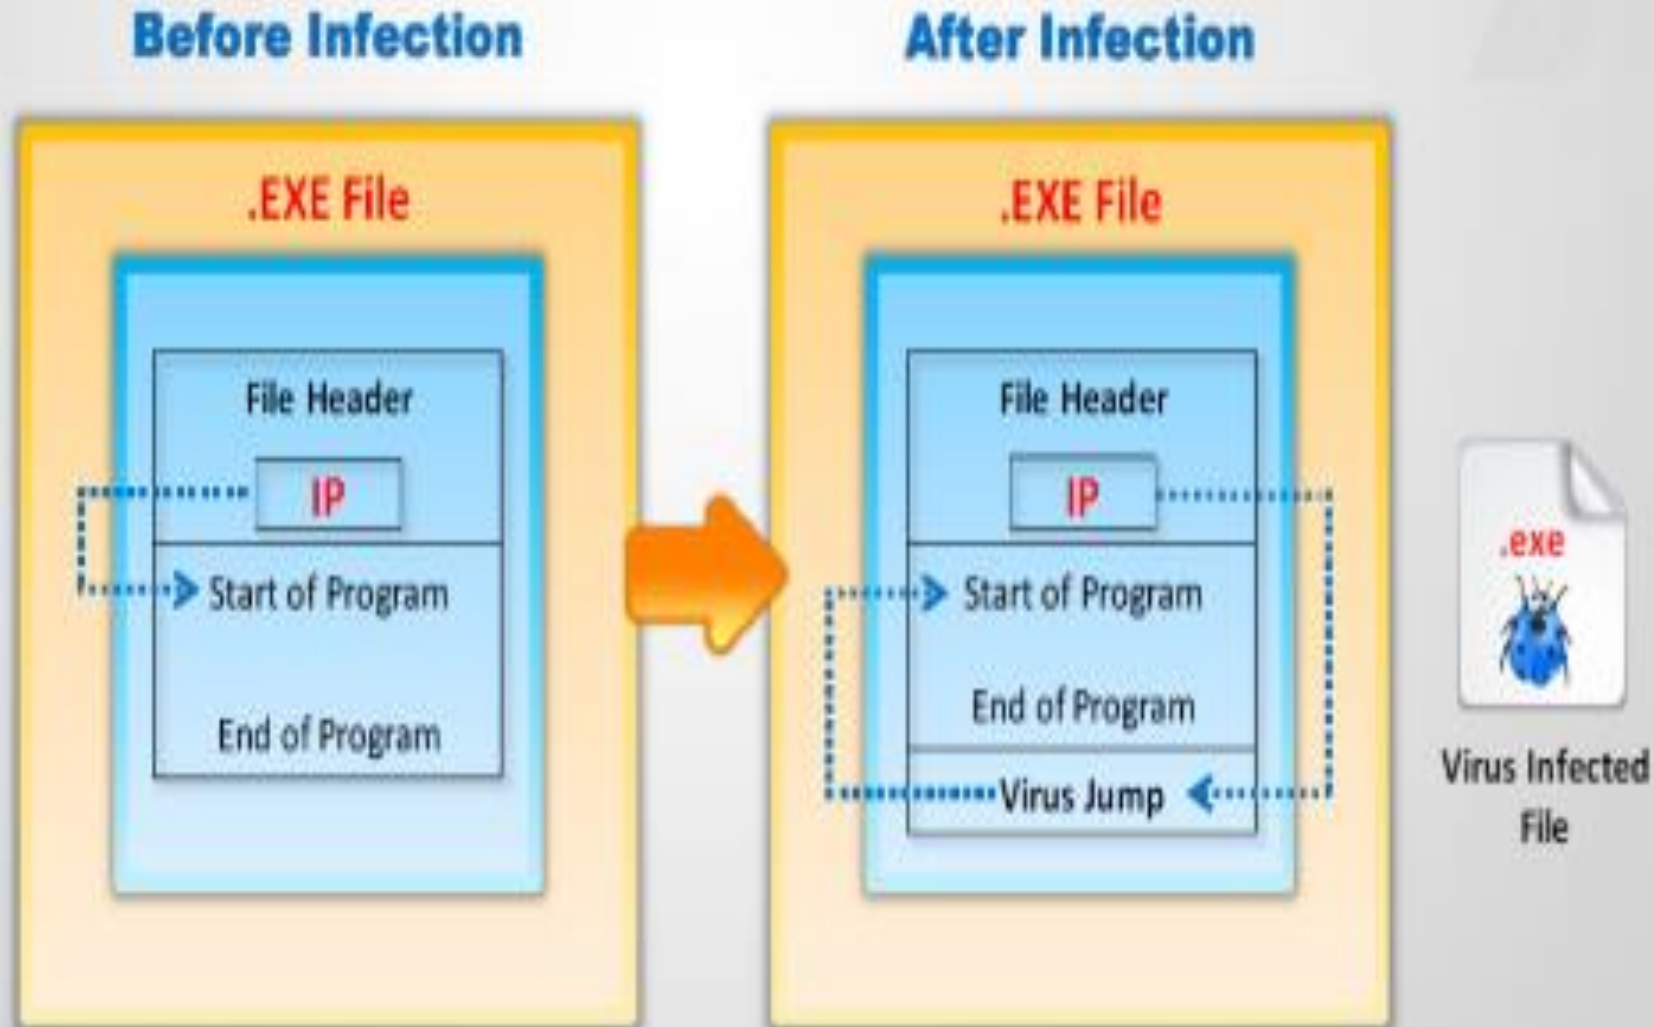 Before Infection
.EXE File
File Header
IP
Start of Program
End of Program
After Infection
.EXE File
File Header
IP
Start of Program
End of Program
Virus Jump
.exe
Virus Infected
File